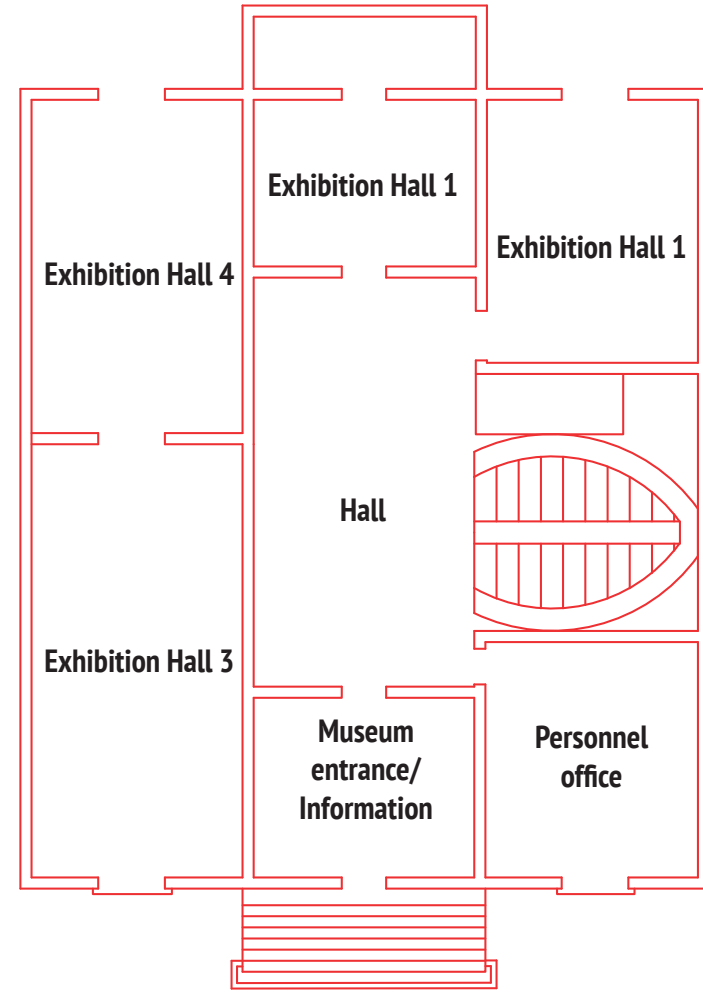 Exhibition Hall 1
Exhibition Hall 1
Exhibition Hall 4
Hall
Exhibition Hall 3
Museum
entrance/
Information
Personnel
office